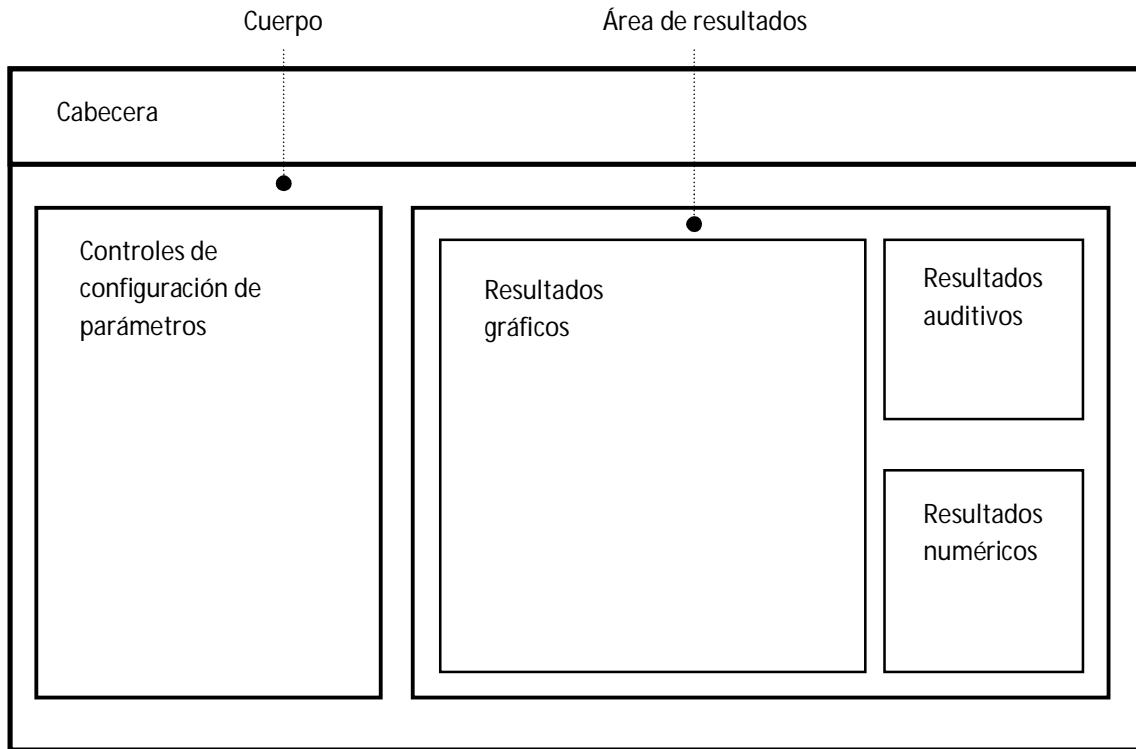 Cuerpo
Área de resultados
Cabecera
Controles de
configuración de
parámetros
Resultados
gráficos
Resultados
auditivos
Resultados
numéricos